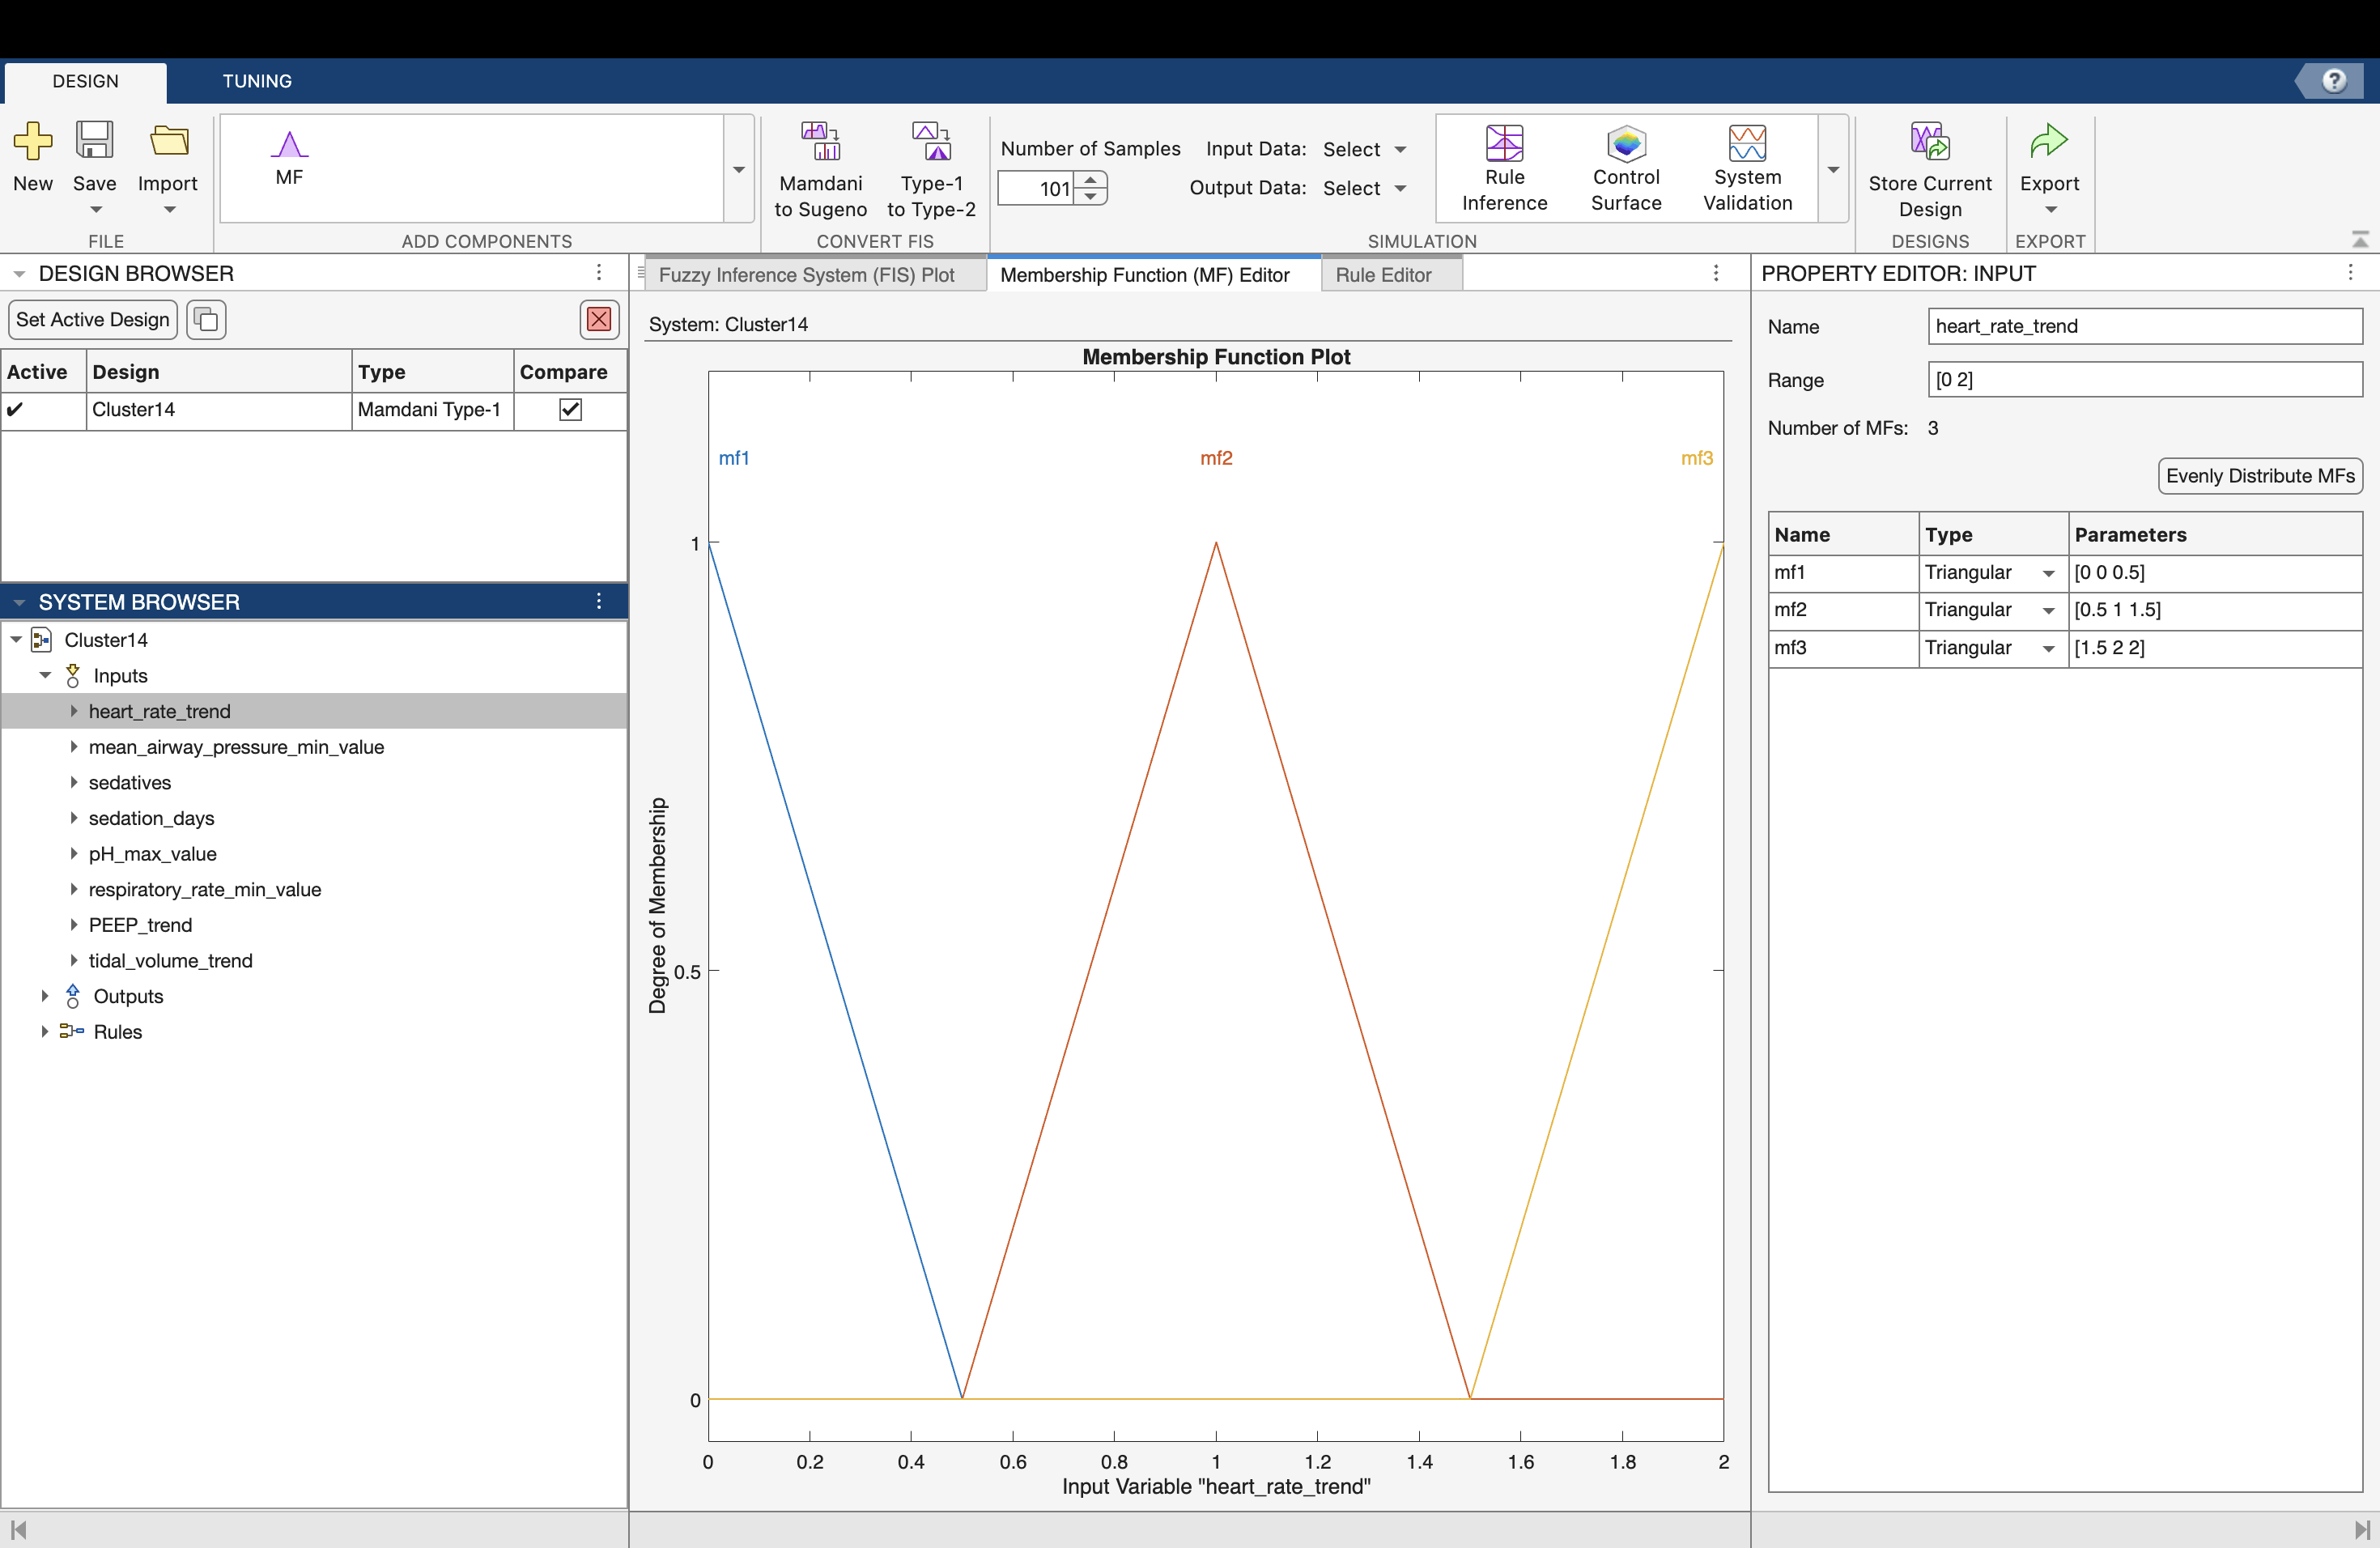 DESIGN
TUNING
New
Save
Import
FILE
MF
ADD COMPONENTS
Mamdani
to Sugeno
Type-1
to Type-2
CONVERT FIS
Number of Samples
101
Input Data: Select
Output Data: Select
Rule
Inference
Control
Surface
System
Validation
SIMULATION
Store Current
Design
DESIGNS
Export
EXPORT
DESIGN BROWSER
Set Active Design
Active Design Type Compare
Cluster14 Mamdani Type-1
SYSTEM BROWSER
Cluster14
Inputs
heart_rate_trend
mean_airway_pressure_min_value
sedatives
sedation_days
pH_max_value
respiratory_rate_min_value
PEEP_trend
tidal_volume_trend
Outputs
Rules
Fuzzy Inference System (FIS) Plot
Membership Function (MF) Editor
Rule Editor
System: Cluster14
Membership Function Plot
mf1 mf2 mf3
1
0.5
0
Degree of Membership
0 0.2 0.4 0.6 0.8 1 1.2 1.4 1.6 1.8 2
Input Variable "heart_rate_trend"
PROPERTY EDITOR: INPUT
Name heart_rate_trend
Range [0 2]
Number of MFs: 3
Evenly Distribute MFs
Name Type Parameters
mf1 Triangular [0 0 0.5]
mf2 Triangular [0.5 1 1.5]
mf3 Triangular [1.5 2 2]